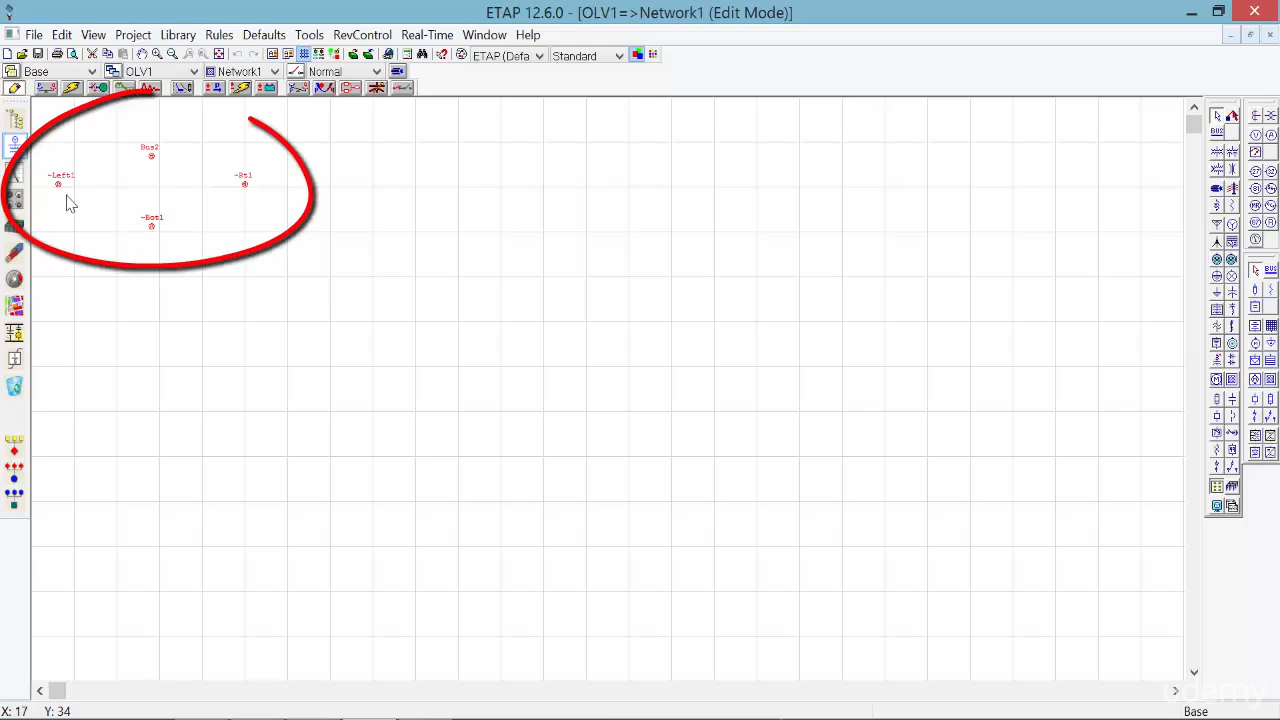 ETAP 12.6.0 - [OLV1=>Network1 (Edit Mode)]
File Edit View Project Library Rules Defaults Tools RevControl Real-Time Window Help
ETAP (Defa Standard
Base OLV1 Network1 Normal
Bus2
~Left1 ~Rt1
~Bot1
udemy
X: 17 Y: 34 Base